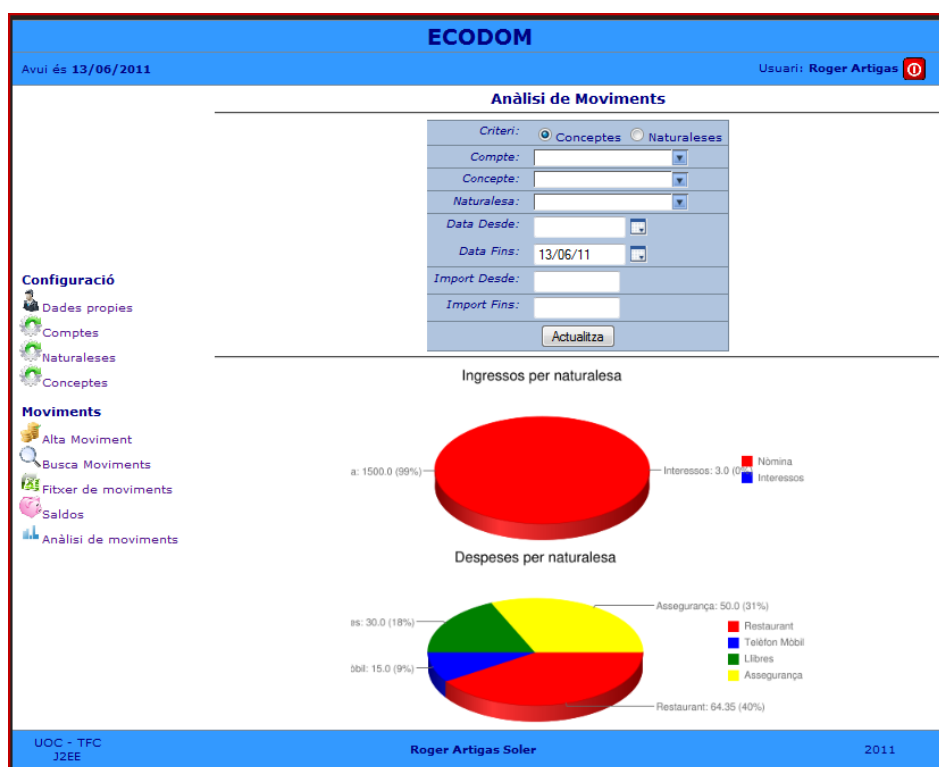 ECODOM
Avui és 13/06/2011
Usuari: Roger Artigas
Anàlisi de Moviments
Criteri: Conceptes Naturaleses
Compte:
Concepte:
Naturalesa:
Data Desde:
Data Fins: 13/06/11
Import Desde:
Import Fins:
Actualitza
Configuració
Dades propies
Comptes
Naturaleses
Conceptes
Moviments
Alta Moviment
Busca Moviments
Fitxer de moviments
Saldos
Anàlisi de moviments
Ingressos per naturalesa
a: 1500.0 (99%)
Interessos: 3.0 (0%)
Nòmina
Interessos
Despeses per naturalesa
Assegurança: 50.0 (31%)
es: 30.0 (18%)
òbil: 15.0 (9%)
Restaurant: 64.35 (40%)
Restaurant
Telèfon Mòbil
Llibres
Assegurança
UOC - TFC
J2EE
Roger Artigas Soler
2011